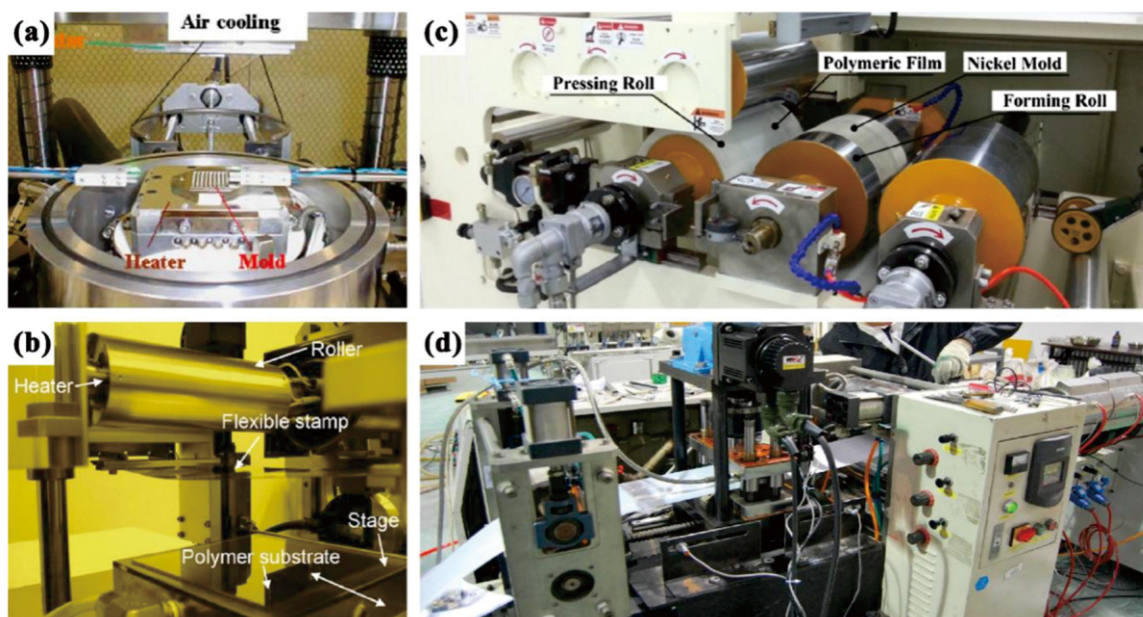 (a)
Air cooling
Heater
Mold
(b)
Roller
Heater
Flexible stamp
Stage
Polymer substrate
(c)
Polymeric Film
Nickel Mold
Pressing Roll
Forming Roll
(d)